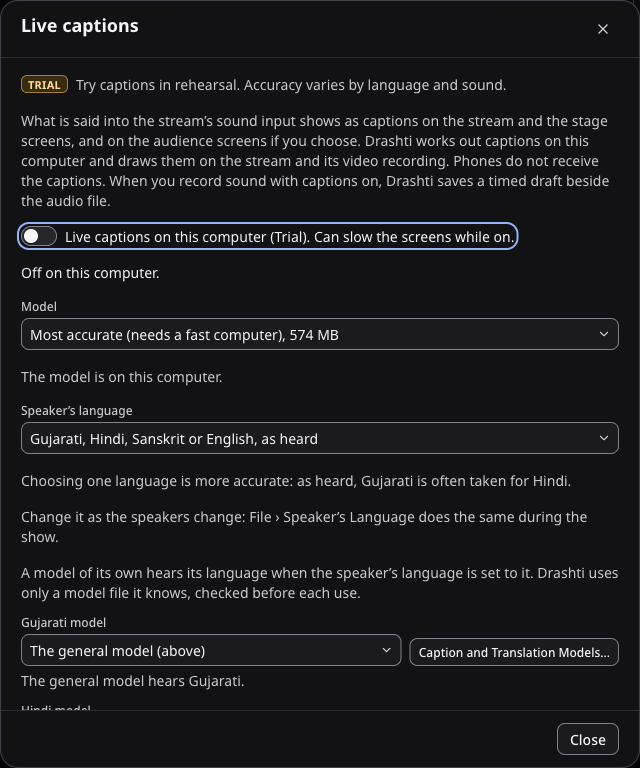 Live captions
TRIAL Try captions in rehearsal. Accuracy varies by language and sound.
What is said into the stream’s sound input shows as captions on the stream and the stage
screens, and on the audience screens if you choose. Drashti works out captions on this
computer and draws them on the stream and its video recording. Phones do not receive
the captions. When you record sound with captions on, Drashti saves a timed draft beside
the audio file.
Live captions on this computer (Trial). Can slow the screens while on.
Off on this computer.
Model
Most accurate (needs a fast computer), 574 MB
The model is on this computer.
Speaker’s language
Gujarati, Hindi, Sanskrit or English, as heard
Choosing one language is more accurate: as heard, Gujarati is often taken for Hindi.
Change it as the speakers change: File › Speaker’s Language does the same during the
show.
A model of its own hears its language when the speaker’s language is set to it. Drashti uses
only a model file it knows, checked before each use.
Gujarati model
The general model (above)
Caption and Translation Models...
The general model hears Gujarati.
Hindi model
Close